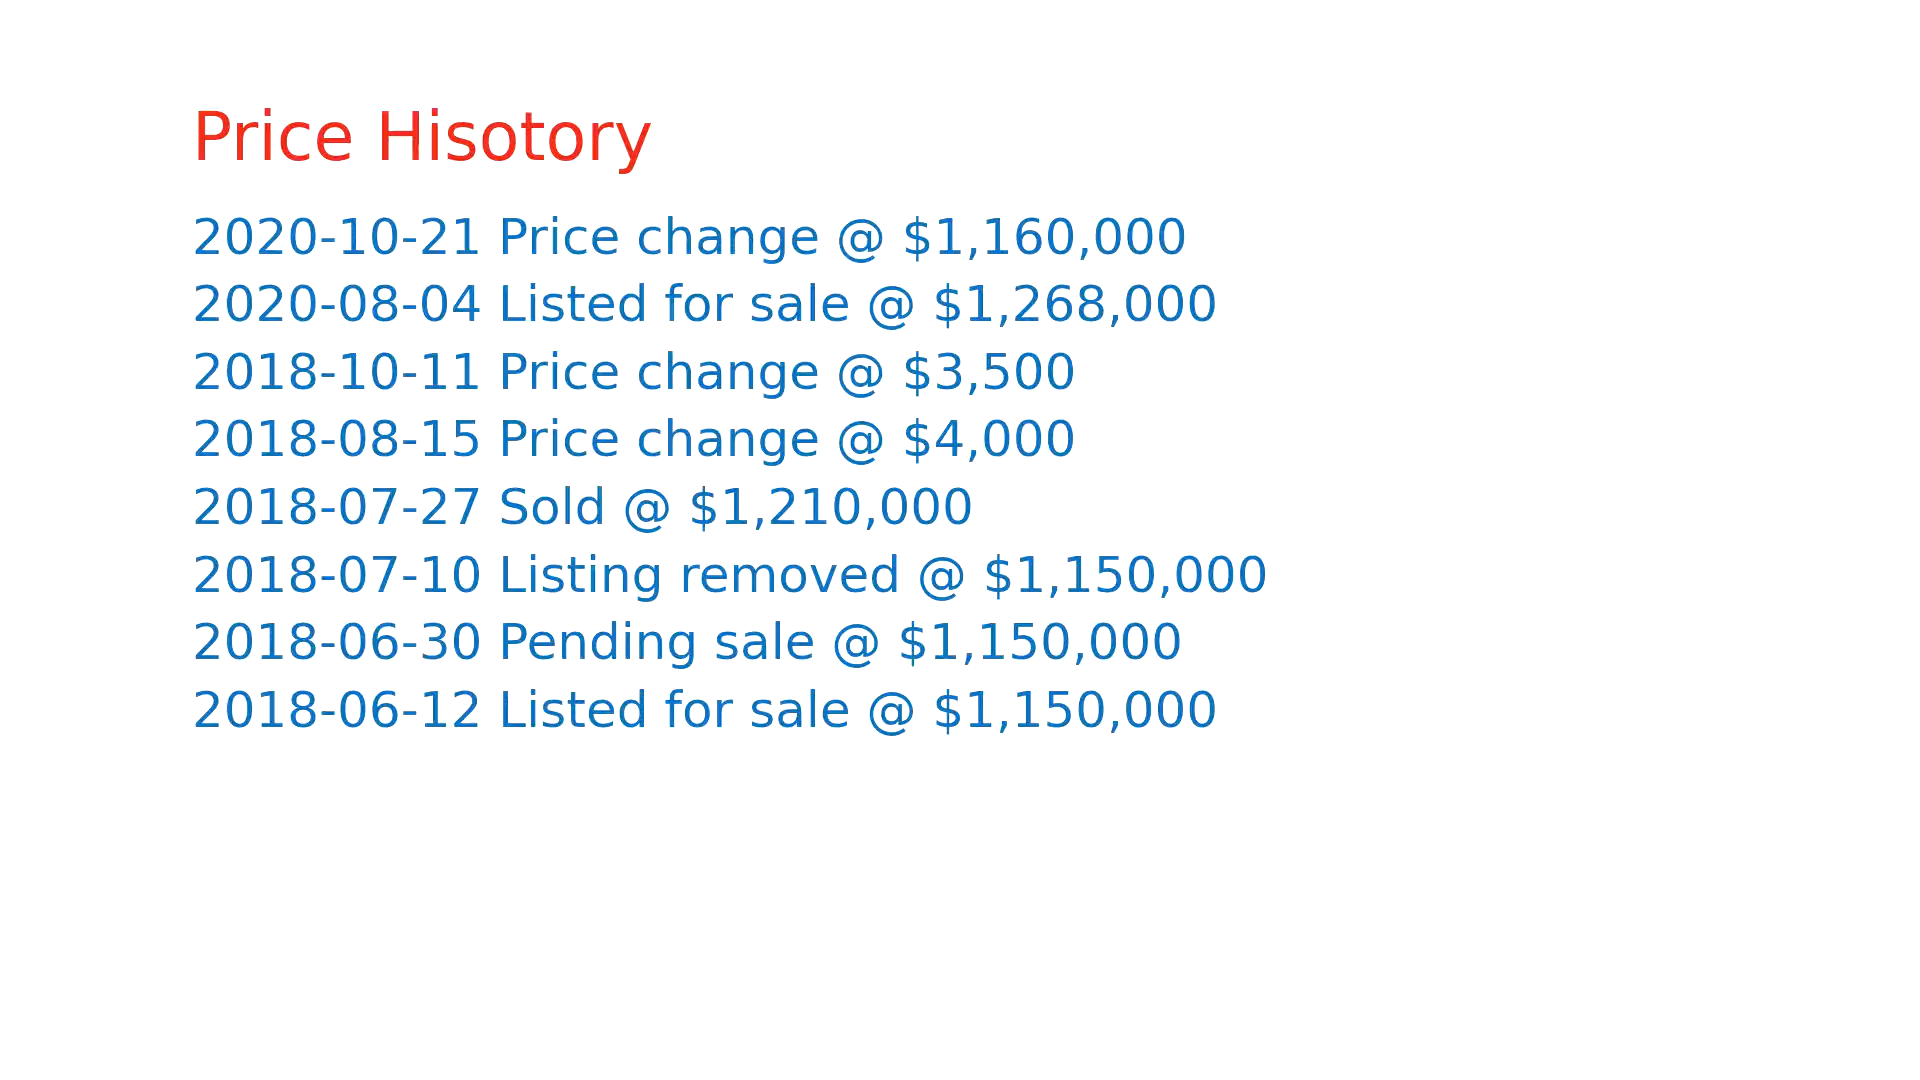 Price Hisotory
2020-10-21 Price change @ $1,160,000
2020-08-04 Listed for sale @ $1,268,000
2018-10-11 Price change @ $3,500
2018-08-15 Price change @ $4,000
2018-07-27 Sold @ $1,210,000
2018-07-10 Listing removed @ $1,150,000
2018-06-30 Pending sale @ $1,150,000
2018-06-12 Listed for sale @ $1,150,000